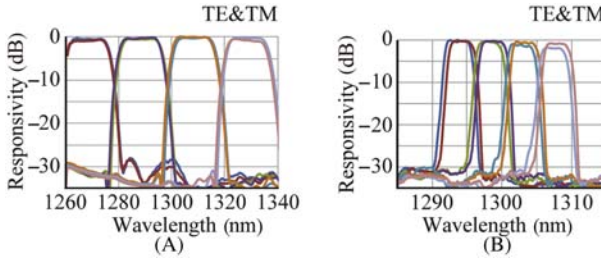 TE&TM
Responsivity (dB)
0
−10
−20
−30
1260 1280 1300 1320 1340
Wavelength (nm)
(A)
TE&TM
Responsivity (dB)
0
−10
−20
−30
1290 1300 1310
Wavelength (nm)
(B)